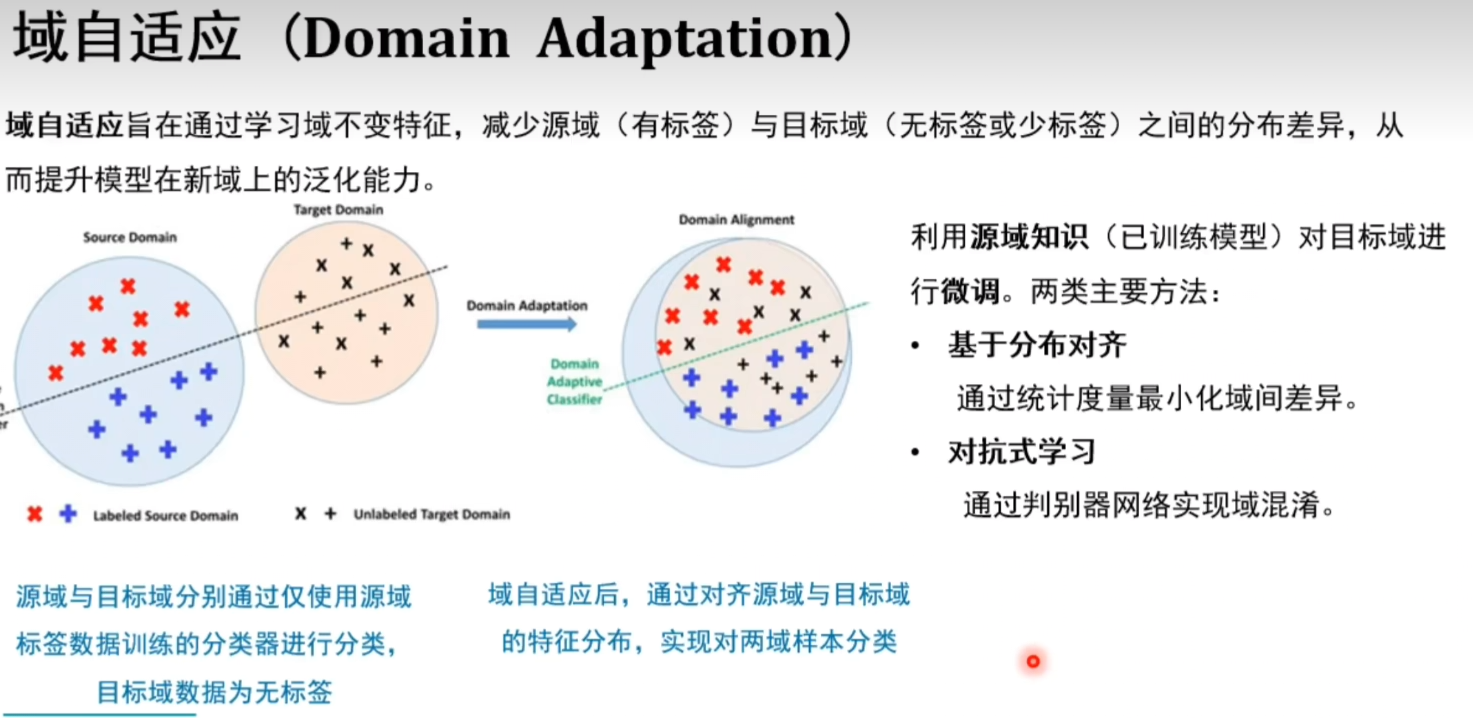 域自适应（Domain Adaptation）
域自适应旨在通过学习域不变特征，减少源域（有标签）与目标域（无标签或少标签）之间的分布差异，从
而提升模型在新域上的泛化能力。
Source Domain
Target Domain
Domain Adaptation
Domain Alignment
Domain
Adaptive
Classifier
Labeled Source Domain
Unlabeled Target Domain
利用源域知识（已训练模型）对目标域进
行微调。两类主要方法：
• 基于分布对齐
通过统计度量最小化域间差异。
• 对抗式学习
通过判别器网络实现域混淆。
源域与目标域分别通过仅使用源域
标签数据训练的分类器进行分类，
目标域数据为无标签
域自适应后，通过对齐源域与目标域
的特征分布，实现对两域样本分类